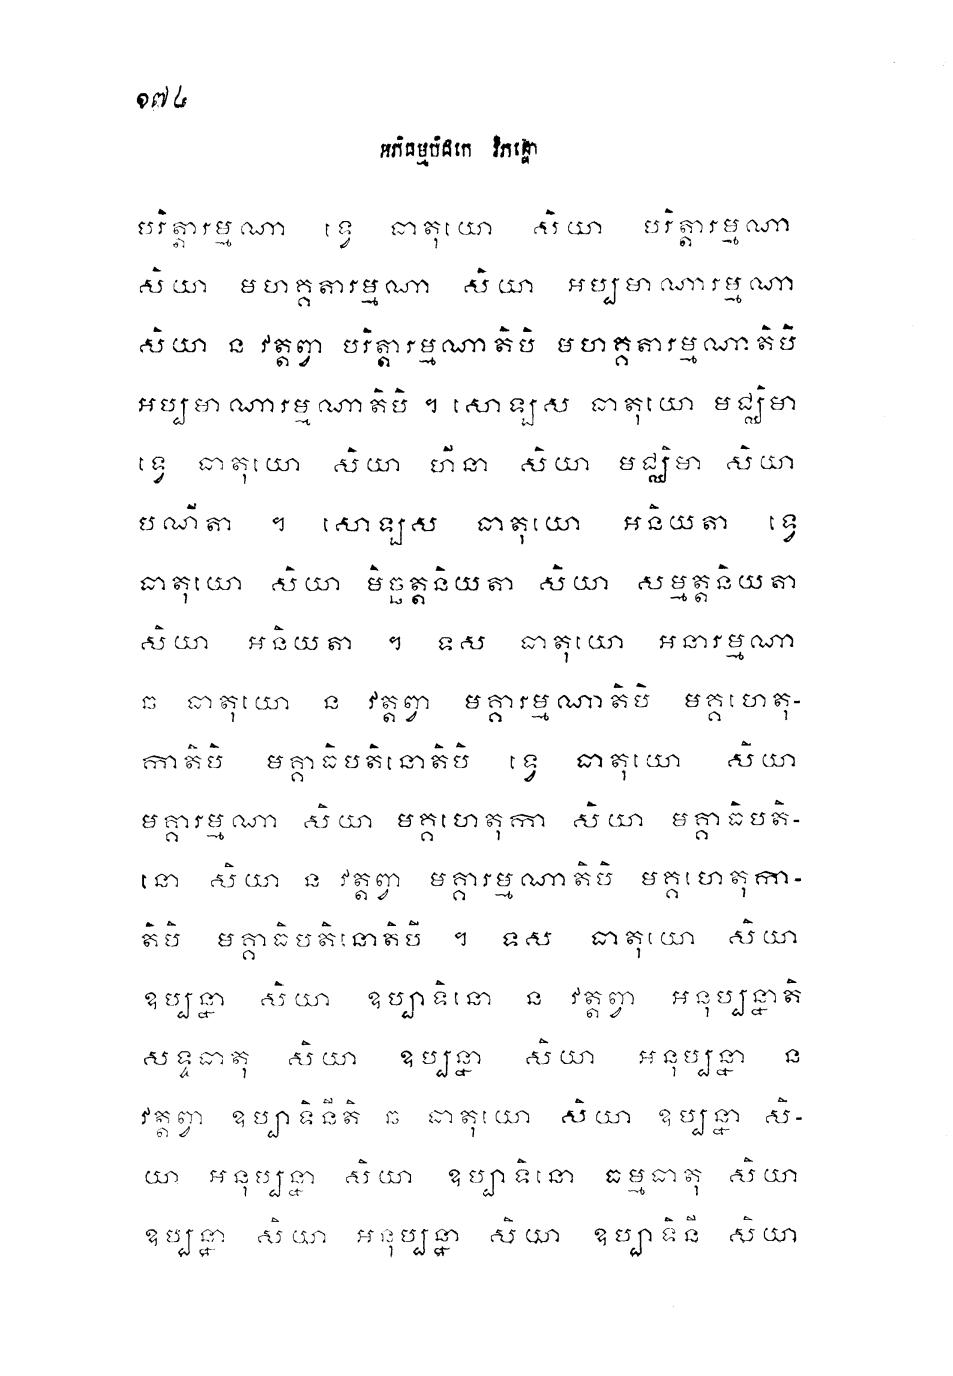 ១៧៤
អភិធម្មបិដកេ វិភង្គោ
បរិត្តារម្មណា ទ្វេ ធាតុយោ សិយា បរិត្តារម្មណា
សិយា មហគ្គតារម្មណា សិយា អប្បមាណារម្មណា
សិយា ន វត្តព្វា បរិត្តារម្មណាតិបិ មហគ្គតារម្មណាតិបិ
អប្បមាណារម្មណាតិបិ ។ សោឡស ធាតុយោ មជ្ឈិមា
ទ្វេ ធាតុយោ សិយា ហីនា សិយា មជ្ឈិមា សិយា
បណីតា ។ សោឡស ធាតុយោ អនិយតា ទ្វេ
ធាតុយោ សិយា មិច្ឆត្តនិយតា សិយា សម្មត្តនិយតា
សិយា អនិយតា ។ ទស ធាតុយោ អនារម្មណា
ឆ ធាតុយោ ន វត្តព្វា មគ្គារម្មណាតិបិ មគ្គហេតុ-
កាតិបិ មគ្គាធិបតិនោតិបិ ទ្វេ ធាតុយោ សិយា
មគ្គារម្មណា សិយា មគ្គហេតុកា សិយា មគ្គាធិបតិ-
នោ សិយា ន វត្តព្វា មគ្គារម្មណាតិបិ មគ្គហេតុកា-
តិបិ មគ្គាធិបតិនោតិបី ។ ទស ធាតុយោ សិយា
ឧប្បន្នា សិយា ឧប្បាទិនោ ន វត្តព្វា អនុប្បន្នាតិ
សទ្ទធាតុ សិយា ឧប្បន្នា សិយា អនុប្បន្នា ន
វត្តព្វា ឧប្បាទិនីតិ ឆ ធាតុយោ សិយា ឧប្បន្នា សិ-
យា អនុប្បន្នា សិយា ឧប្បាទិនោ ធម្មធាតុ សិយា
ឧប្បន្នា សិយា អនុប្បន្នា សិយា ឧប្បាទិនី សិយា